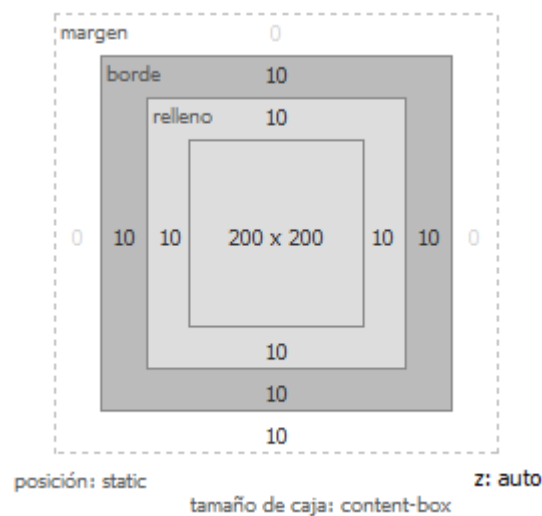 margen 0
borde 10
relleno 10
0 10 10 200 x 200 10 10 0
10
10
10
posición: static z: auto
tamaño de caja: content-box